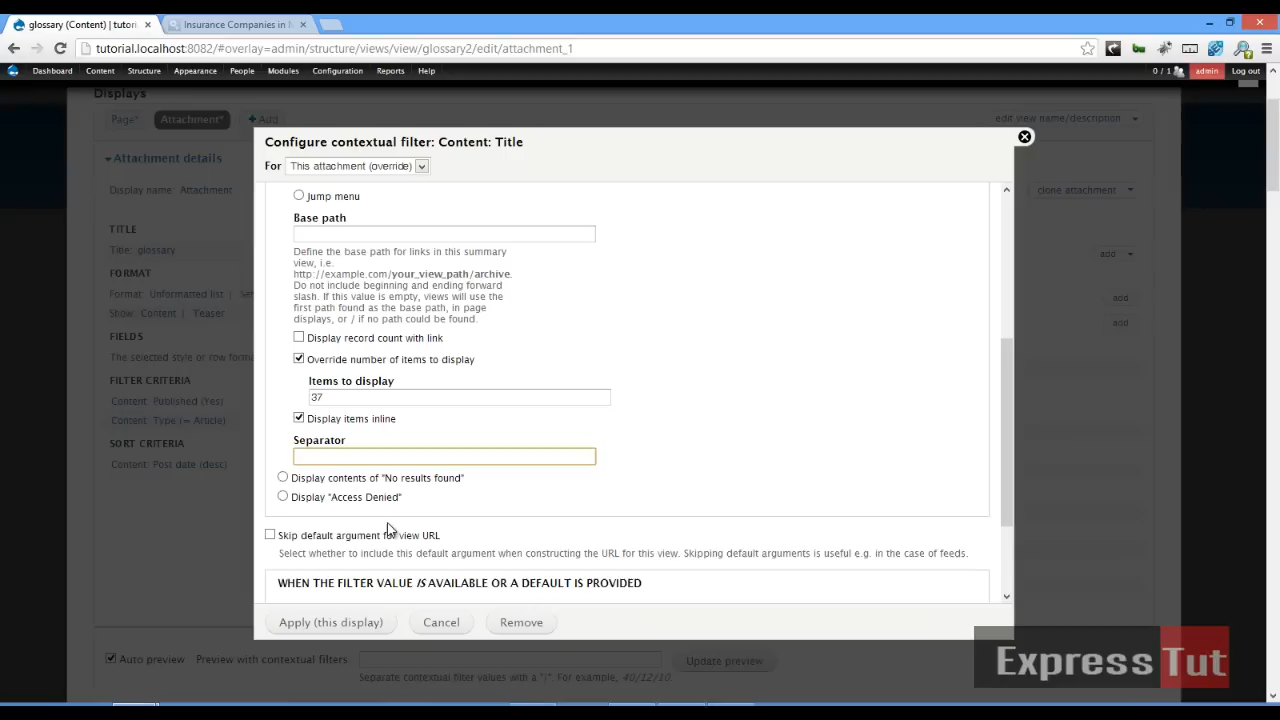 glossary (Content) | tutori
Insurance Companies in
tutorial.localhost:8082/#overlay=admin/structure/views/view/glossary2/edit/attachment_1
Dashboard Content Structure Appearance People Modules Configuration Reports Help 0 / 1 admin Log out
Displays
Page* Attachment* Add edit view name/description
Configure contextual filter: Content: Title
Attachment details
For This attachment (override)
Display name: Attachment clone attachment
Jump menu
Base path
TITLE
Title: glossary add
Define the base path for links in this summary
view, i.e.
FORMAT
http://example.com/your_view_path/archive.
Do not include beginning and ending forward
Format: Unformatted list | add
slash. If this value is empty, views will use the
first path found as the base path, in page
Show: Content | Teaser
displays, or / if no path could be found.
add
FIELDS
Display record count with link
The selected style or row
Override number of items to display
FILTER CRITERIA
Items to display
37
Content: Published (Yes)
Content: Type (= Article)
Display items inline
SORT CRITERIA
Separator
Content: Post date (desc)
Display contents of "No results found"
Display "Access Denied"
Skip default argument for view URL
Select whether to include this default argument when constructing the URL for this view. Skipping default arguments is useful e.g. in the case of feeds.
WHEN THE FILTER VALUE IS AVAILABLE OR A DEFAULT IS PROVIDED
Apply (this display) Cancel Remove
Auto preview Preview with contextual filters Update preview
Separate contextual filter values with a "/". For example, 40/12/10.
Express Tut